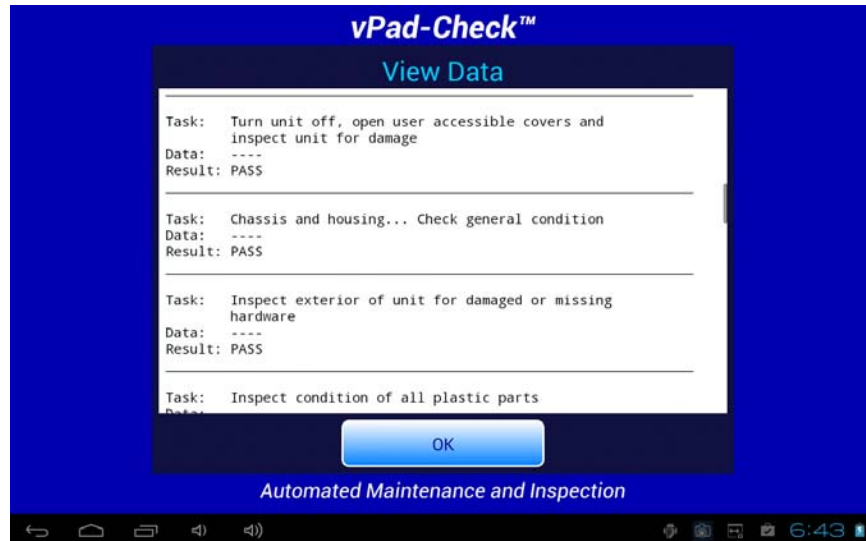 vPad-Check™
View Data
Task: Turn unit off, open user accessible covers and
inspect unit for damage
Data: ----
Result: PASS
Task: Chassis and housing... Check general condition
Data: ----
Result: PASS
Task: Inspect exterior of unit for damaged or missing
hardware
Data: ----
Result: PASS
Task: Inspect condition of all plastic parts
OK
Automated Maintenance and Inspection
6:43